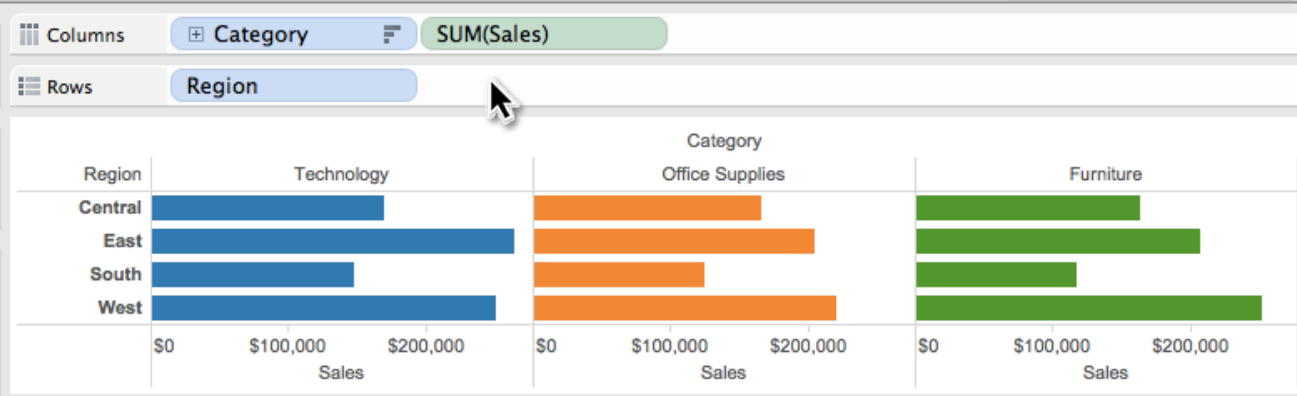 Columns Category SUM(Sales)
Rows Region
Category
Region Technology Office Supplies Furniture
Central
East
South
West
$0 $100,000 $200,000 $0 $100,000 $200,000 $0 $100,000 $200,000
Sales Sales Sales